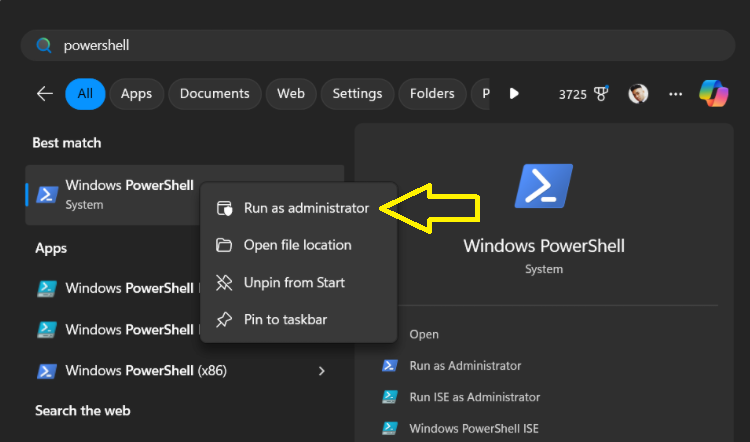 powershell
All
Apps
Documents
Web
Settings
Folders
P
3725
Best match
Windows PowerShell
System
Run as administrator
Open file location
Unpin from Start
Pin to taskbar
Apps
Windows PowerShell
Windows PowerShell
Windows PowerShell (x86)
Search the web
Windows PowerShell
System
Open
Run as Administrator
Run ISE as Administrator
Windows PowerShell ISE